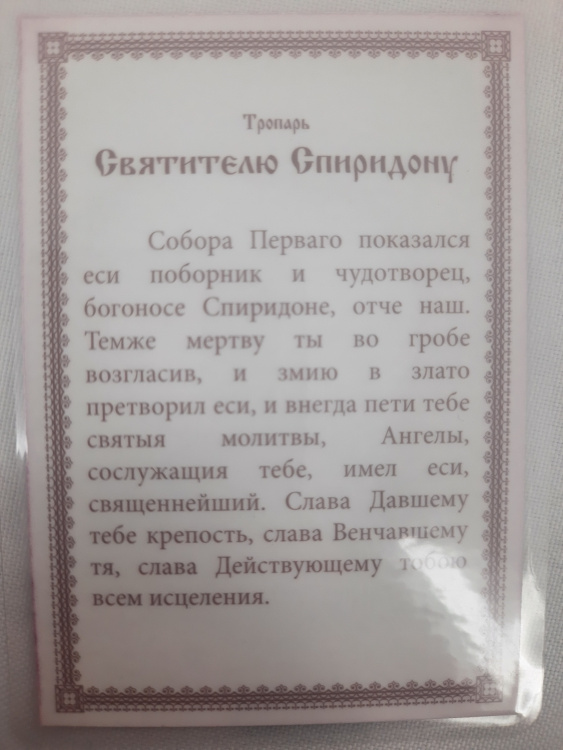 Тропарь
Святителю Спиридону
Собора Перваго показался
еси поборник и чудотворец,
богоносе Спиридоне, отче наш.
Темже мертву ты во гробе
возгласив, и змию в злато
претворил еси, и внегда пети тебе
святыя молитвы, Ангелы,
сослужащия тебе, имел еси,
священнейший. Слава Давшему
тебе крепость, слава Венчавшему
тя, слава Действующему тобою
всем исцеления.